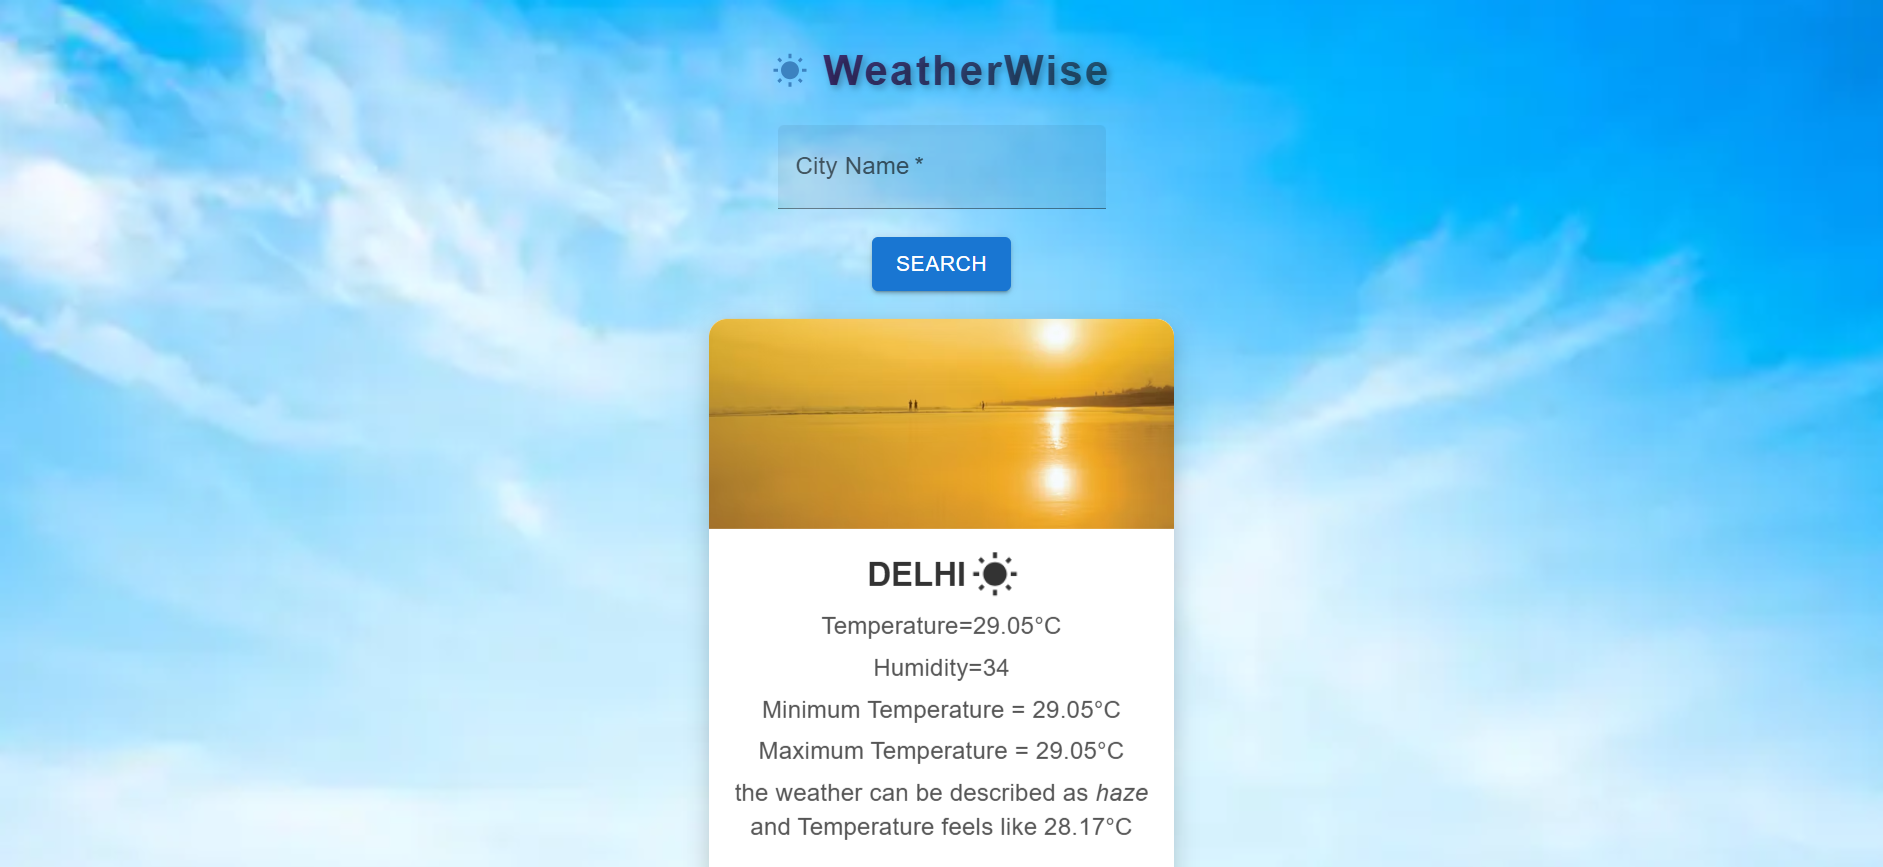 WeatherWise
City Name *
SEARCH
DELHI
Temperature=29.05°C
Humidity=34
Minimum Temperature = 29.05°C
Maximum Temperature = 29.05°C
the weather can be described as haze
and Temperature feels like 28.17°C